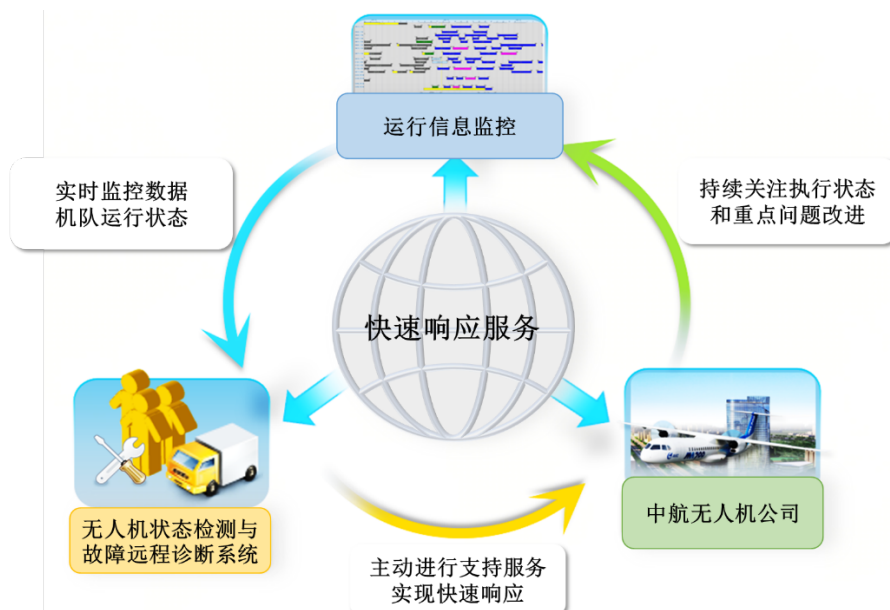 运行信息监控
实时监控数据
机队运行状态
持续关注执行状态
和重点问题改进
快速响应服务
无人机状态检测与
故障远程诊断系统
中航无人机公司
主动进行支持服务
实现快速响应